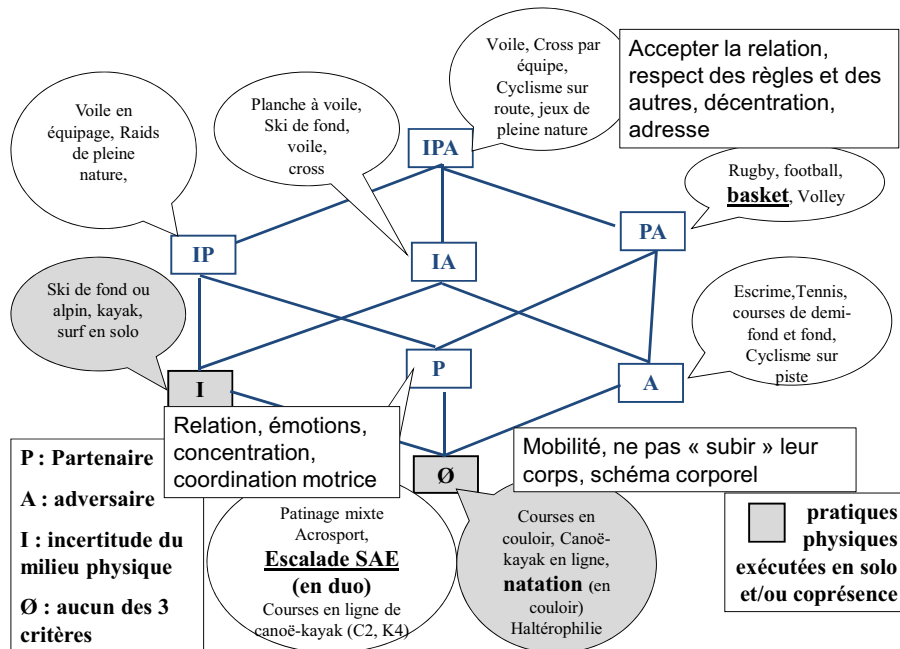 Voile, Cross par
équipe,
Cyclisme sur
route, jeux de
pleine nature
Accepter la relation,
respect des règles et des
autres, décentration,
adresse
Planche à voile,
Ski de fond,
voile,
cross
Voile en
équipage, Raids
de pleine
nature,
IPA
Rugby, football,
basket, Volley
IP
IA
PA
Ski de fond ou
alpin, kayak,
surf en solo
Escrime,Tennis,
courses de demi-
fond et fond,
Cyclisme sur
piste
I
P
A
Relation, émotions,
concentration,
coordination motrice
Mobilité, ne pas « subir » leur
corps, schéma corporel
Ø
P : Partenaire
A : adversaire
I : incertitude du
milieu physique
Ø : aucun des 3
critères
Patinage mixte
Acrosport,
Escalade SAE
(en duo)
Courses en ligne de
canoë-kayak (C2, K4)
Courses en
couloir, Canoë-
kayak en ligne,
natation (en
couloir)
Haltérophilie
pratiques
physiques
exécutées en solo
et/ou coprésence